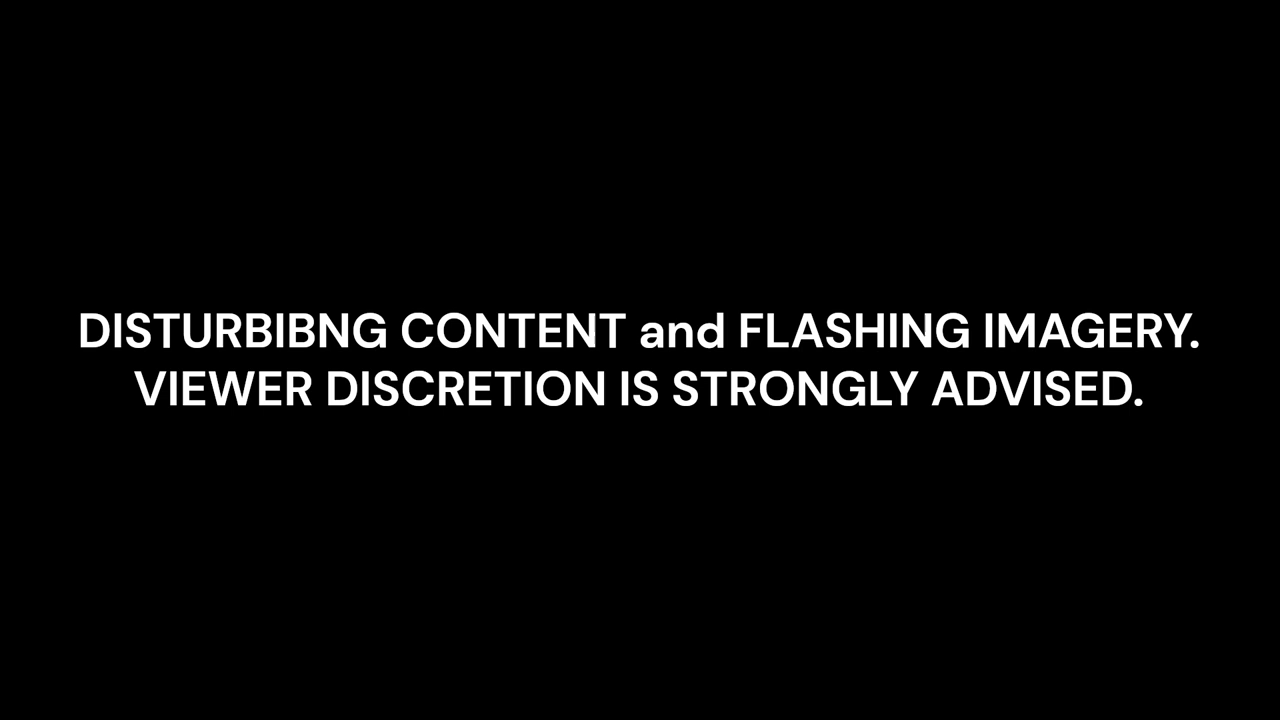 DISTURBIBNG CONTENT and FLASHING IMAGERY.
VIEWER DISCRETION IS STRONGLY ADVISED.